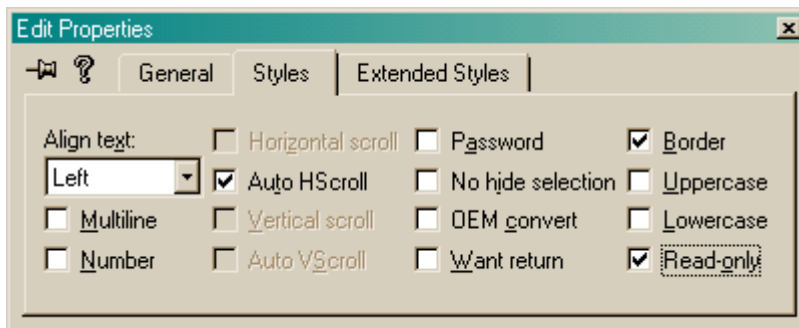 Edit Properties
General Styles Extended Styles
Align text: Horizontal scroll Password Border
Left Auto HScroll No hide selection Uppercase
Multiline Vertical scroll OEM convert Lowercase
Number Auto VScroll Want return Read-only